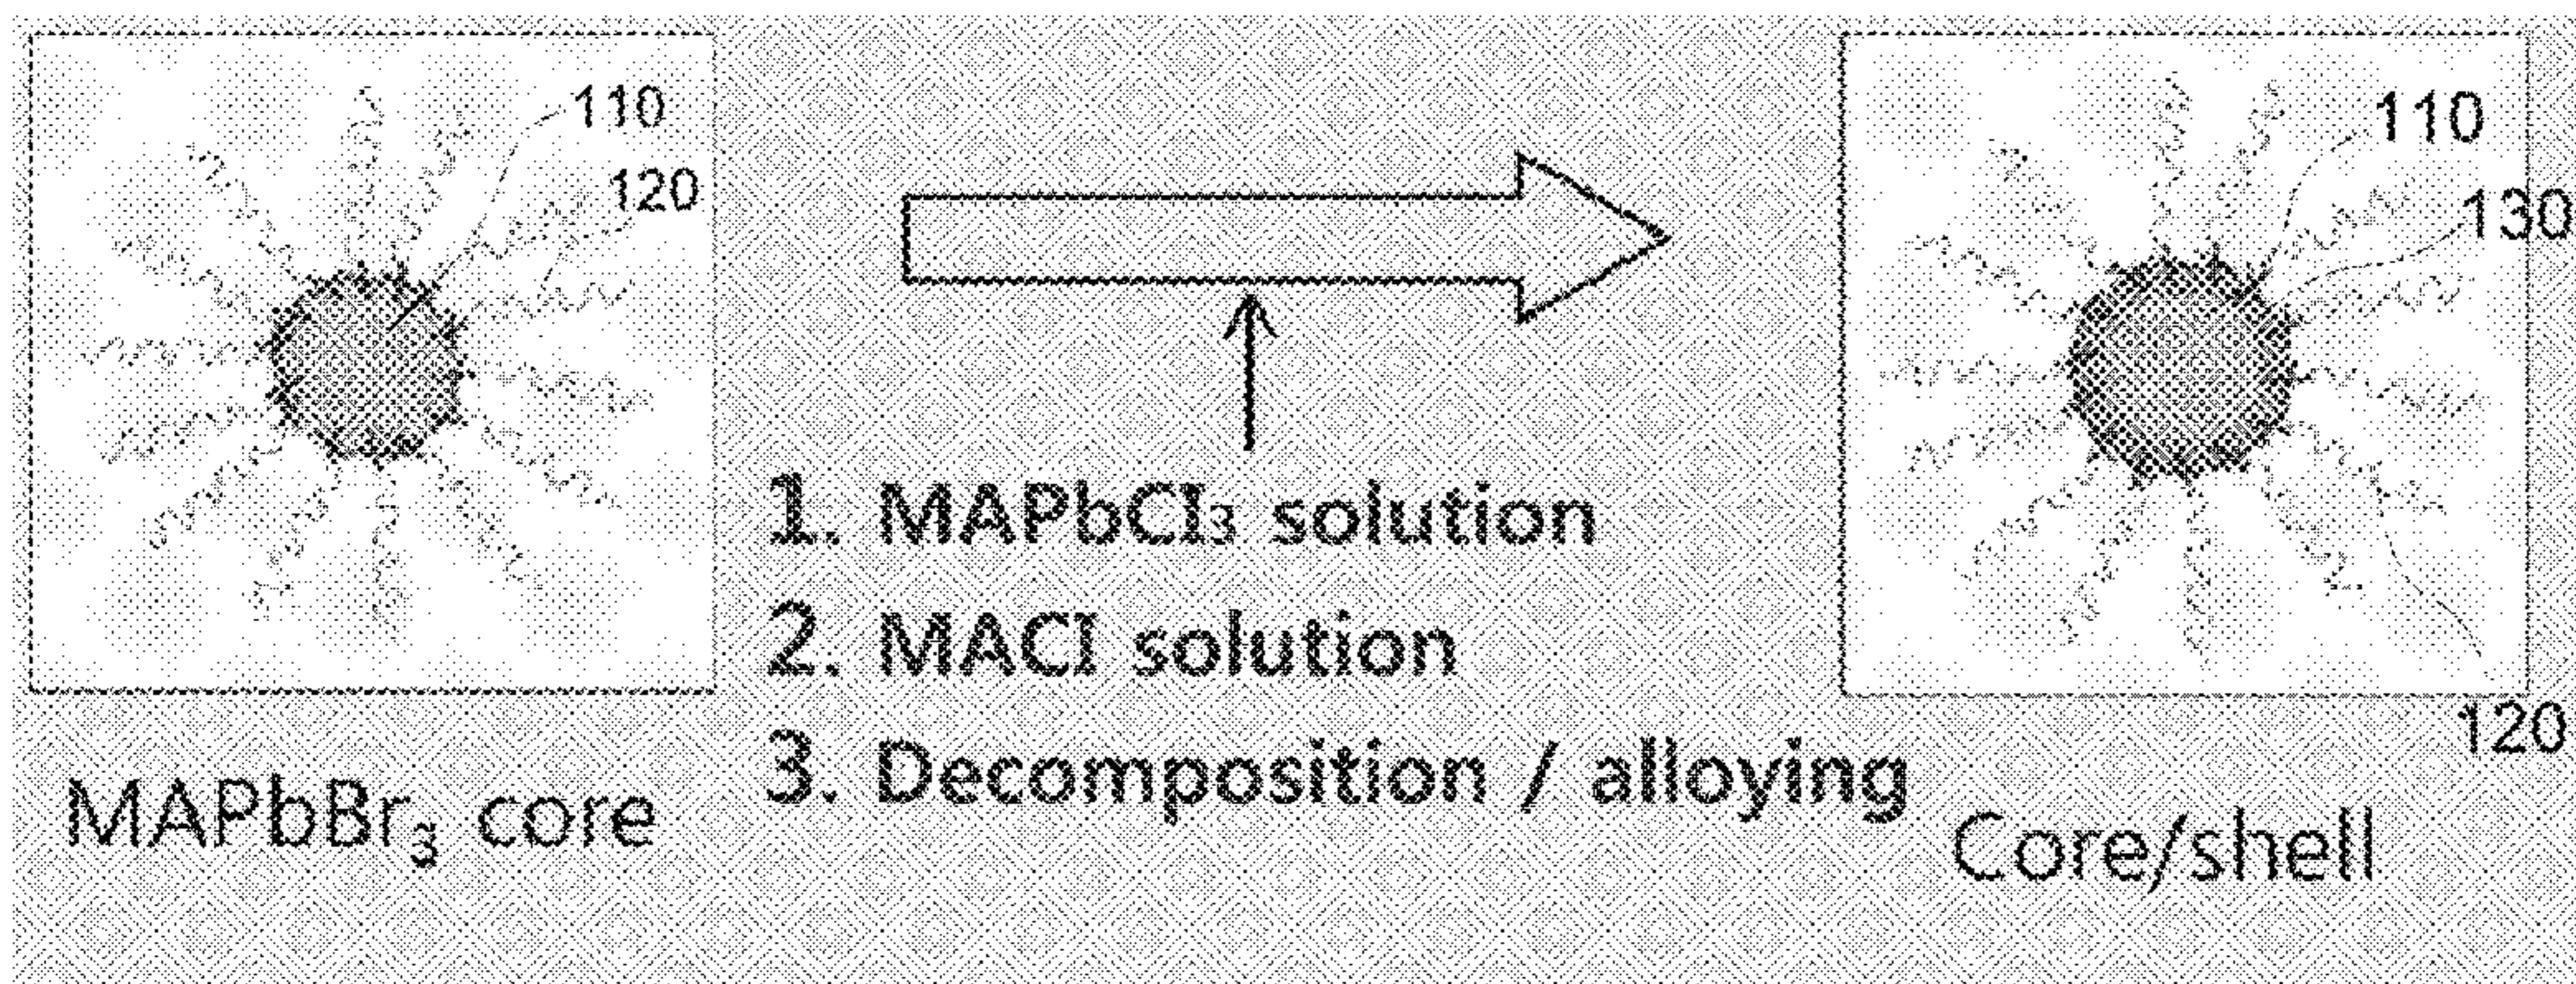 110
120
MAPbBr₃ core
1. MAPbCl₃ solution
2. MACl solution
3. Decomposition / alloying
110
130
120
Core/shell